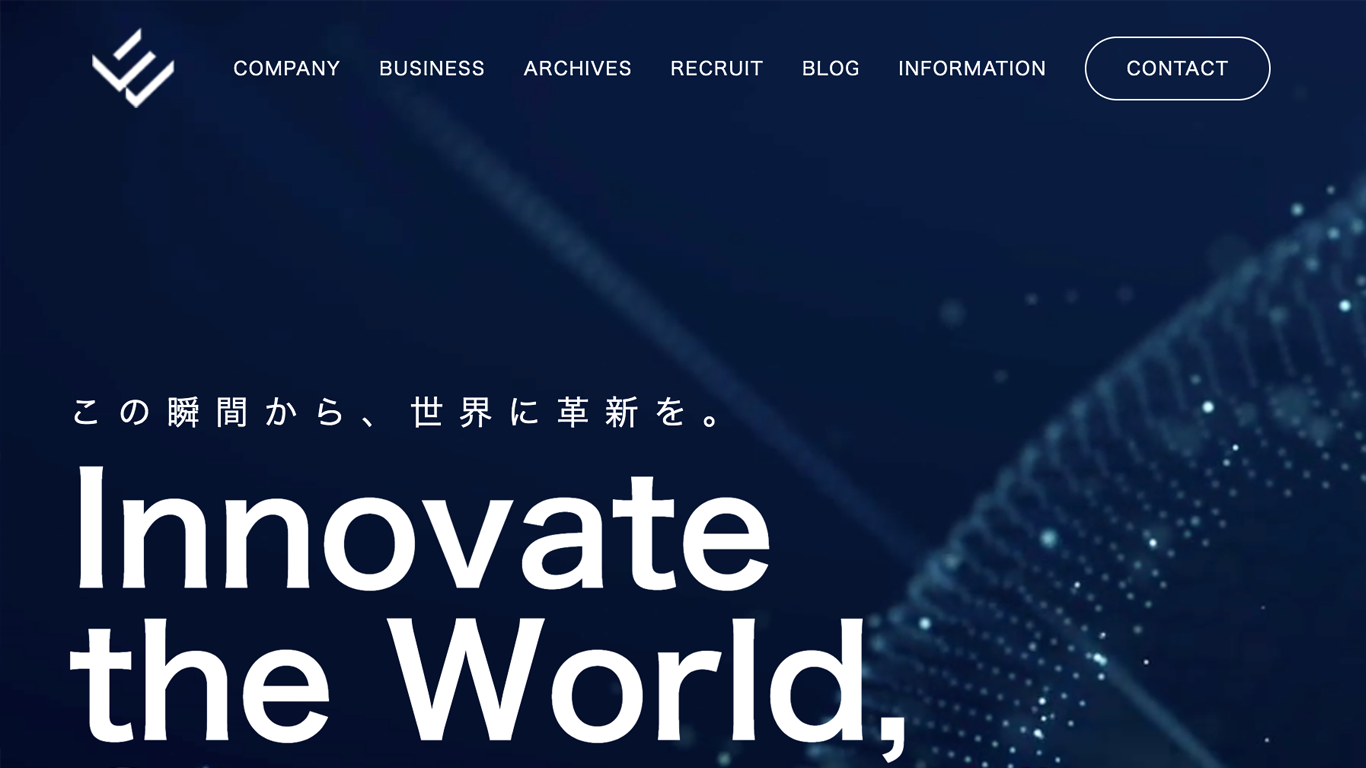 COMPANY BUSINESS ARCHIVES RECRUIT BLOG INFORMATION CONTACT
この瞬間から、世界に革新を。
Innovate
the World,